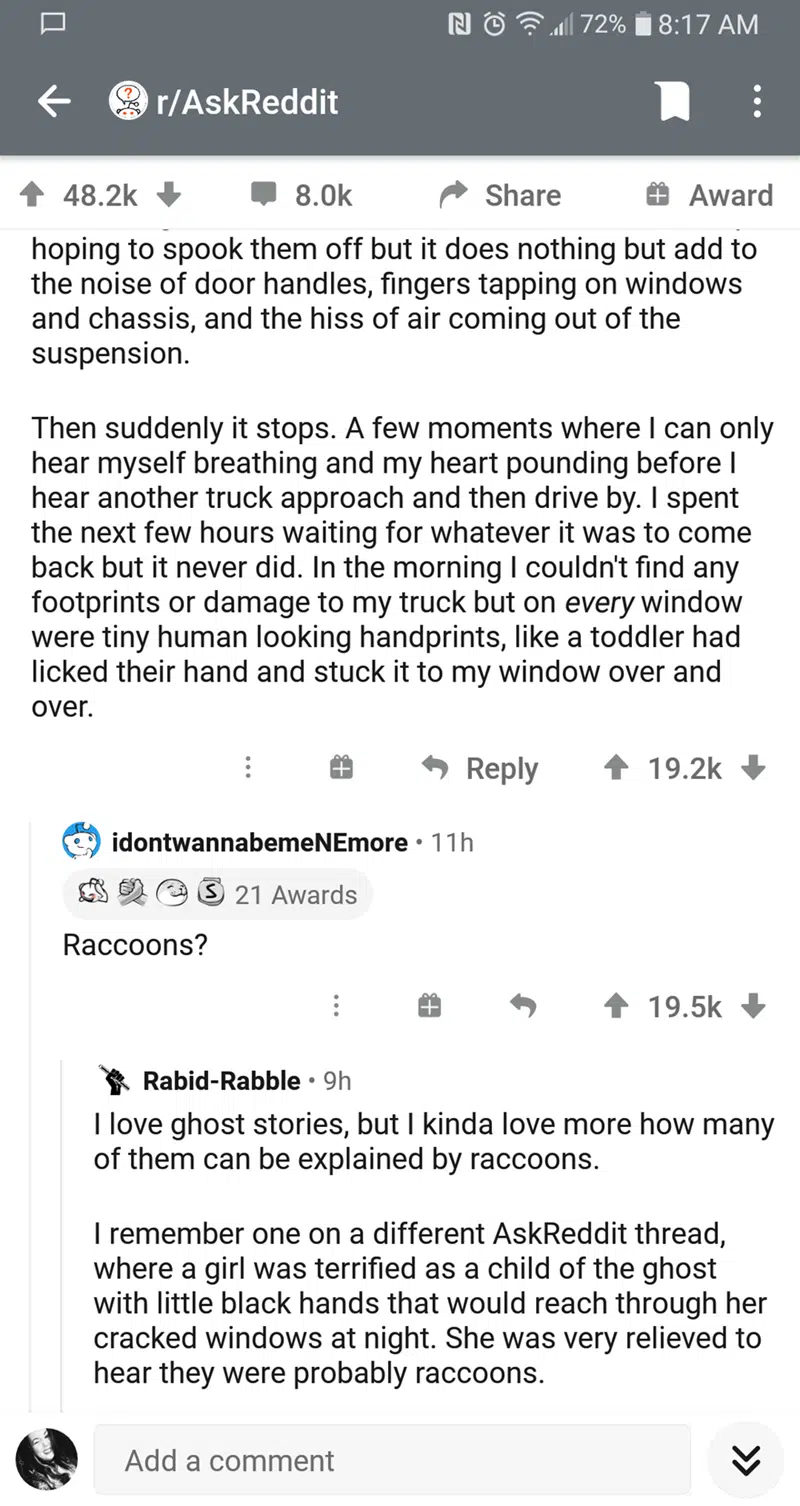 72% 8:17 AM
r/AskReddit
48.2k 8.0k Share Award
hoping to spook them off but it does nothing but add to
the noise of door handles, fingers tapping on windows
and chassis, and the hiss of air coming out of the
suspension.
Then suddenly it stops. A few moments where I can only
hear myself breathing and my heart pounding before I
hear another truck approach and then drive by. I spent
the next few hours waiting for whatever it was to come
back but it never did. In the morning I couldn't find any
footprints or damage to my truck but on every window
were tiny human looking handprints, like a toddler had
licked their hand and stuck it to my window over and
over.
Reply 19.2k
idontwannabemeNEmore • 11h
S 21 Awards
Raccoons?
19.5k
Rabid-Rabble • 9h
I love ghost stories, but I kinda love more how many
of them can be explained by raccoons.
I remember one on a different AskReddit thread,
where a girl was terrified as a child of the ghost
with little black hands that would reach through her
cracked windows at night. She was very relieved to
hear they were probably raccoons.
Add a comment